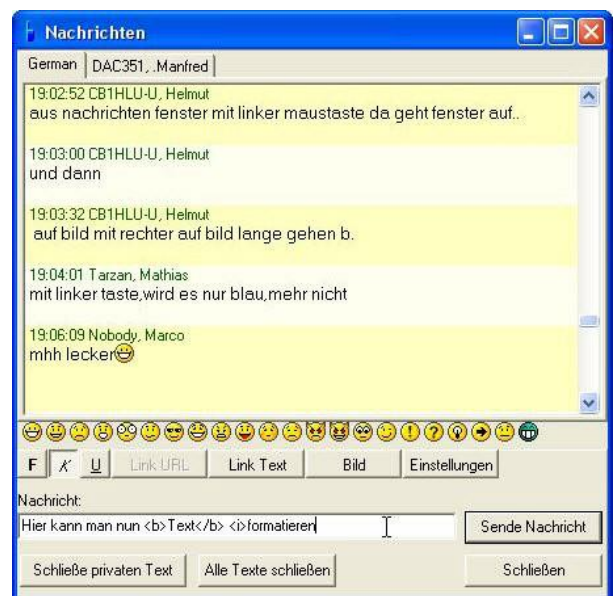 Nachrichten
German DAC351, .Manfred
19:02:52 CB1HLU-U, Helmut
aus nachrichten fenster mit linker maustaste da geht fenster auf..
19:03:00 CB1HLU-U, Helmut
und dann
19:03:32 CB1HLU-U, Helmut
auf bild mit rechter auf bild lange gehen b.
19:04:01 Tarzan, Mathias
mit linker taste,wird es nur blau,mehr nicht
19:06:09 Nobody, Marco
mhh lecker
F K U Link URL Link Text Bild Einstellungen
Nachricht:
Hier kann man nun <b>Text</b> <i>formatieren Sende Nachricht
Schließe privaten Text Alle Texte schließen Schließen